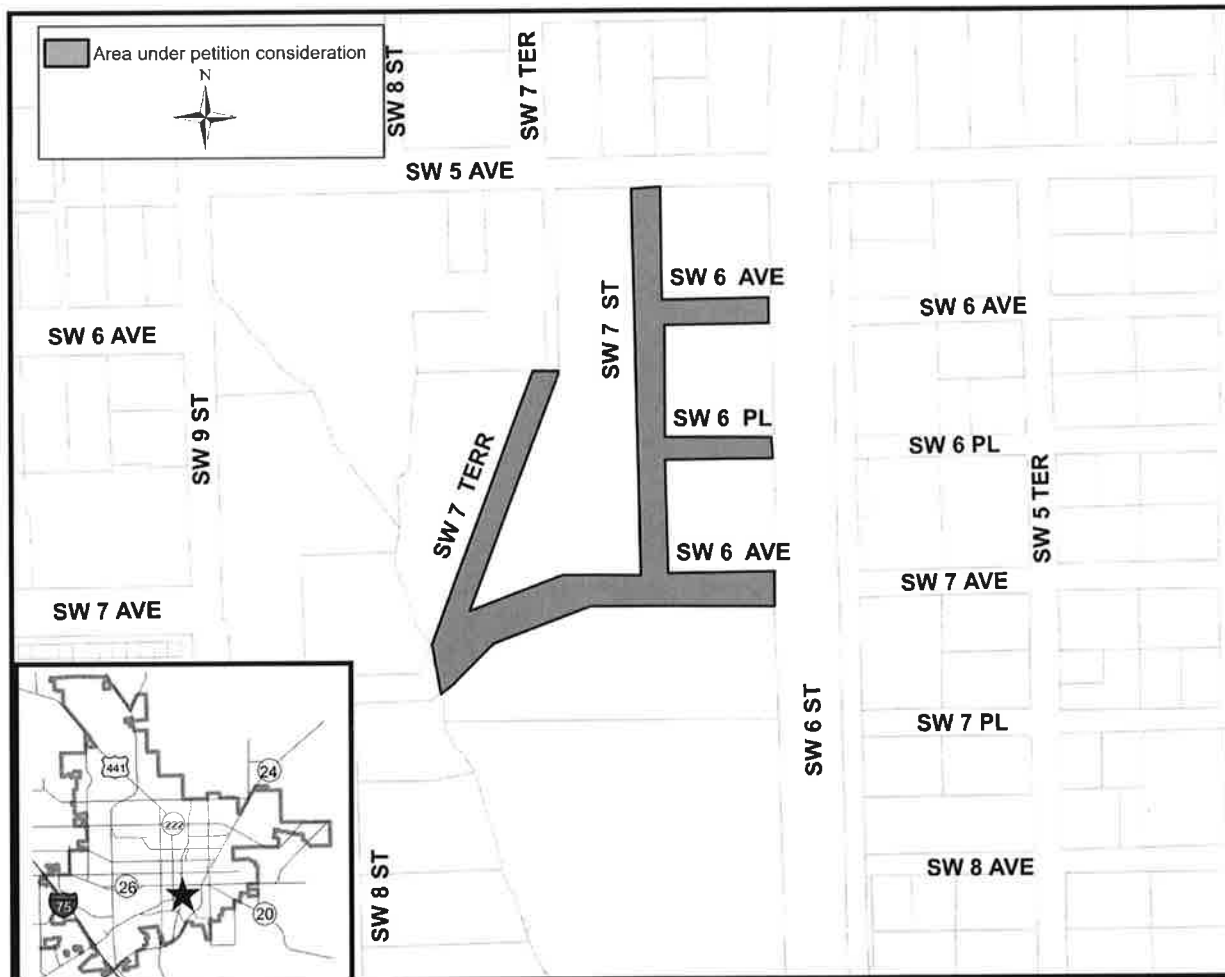 Area under petition consideration
N
SW 8 ST
SW 7 TER
SW 5 AVE
SW 6 AVE
SW 6 AVE
SW 6 AVE
SW 7 ST
SW 9 ST
SW 6 PL
SW 6 PL
SW 7 TERR
SW 5 TER
SW 6 AVE
SW 7 AVE
SW 7 AVE
SW 6 ST
SW 7 PL
SW 8 AVE
SW 8 ST
441
24
222
26
75
20